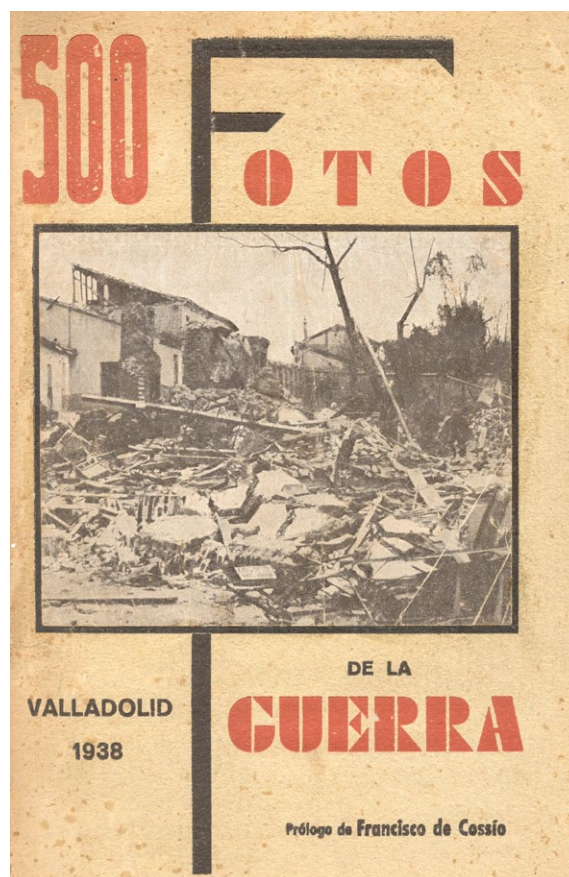 500 FOTOS
DE LA
GUERRA
VALLADOLID
1938
Prólogo de Francisco de Cossío